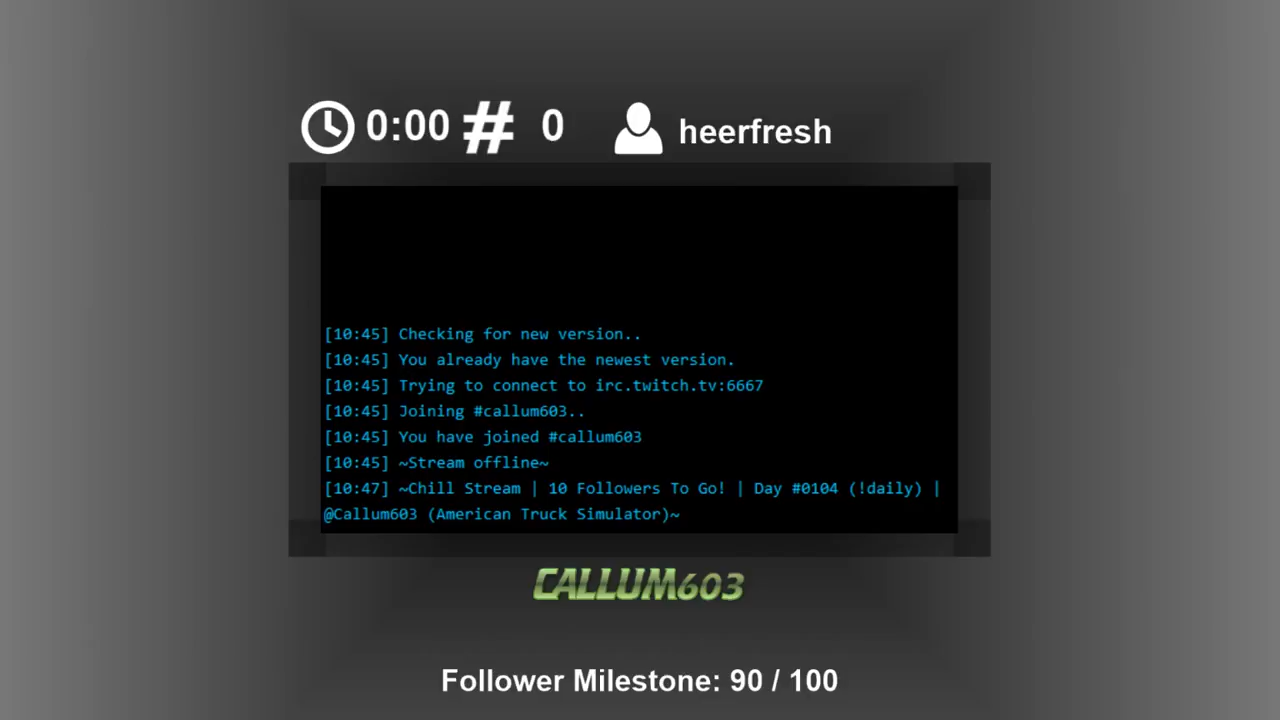 0:00 # 0 heerfresh
[10:45] Checking for new version..
[10:45] You already have the newest version.
[10:45] Trying to connect to irc.twitch.tv:6667
[10:45] Joining #callum603..
[10:45] You have joined #callum603
[10:45] ~Stream offline~
[10:47] ~Chill Stream | 10 Followers To Go! | Day #0104 (!daily) |
@Callum603 (American Truck Simulator)~
CALLUM603
Follower Milestone: 90 / 100